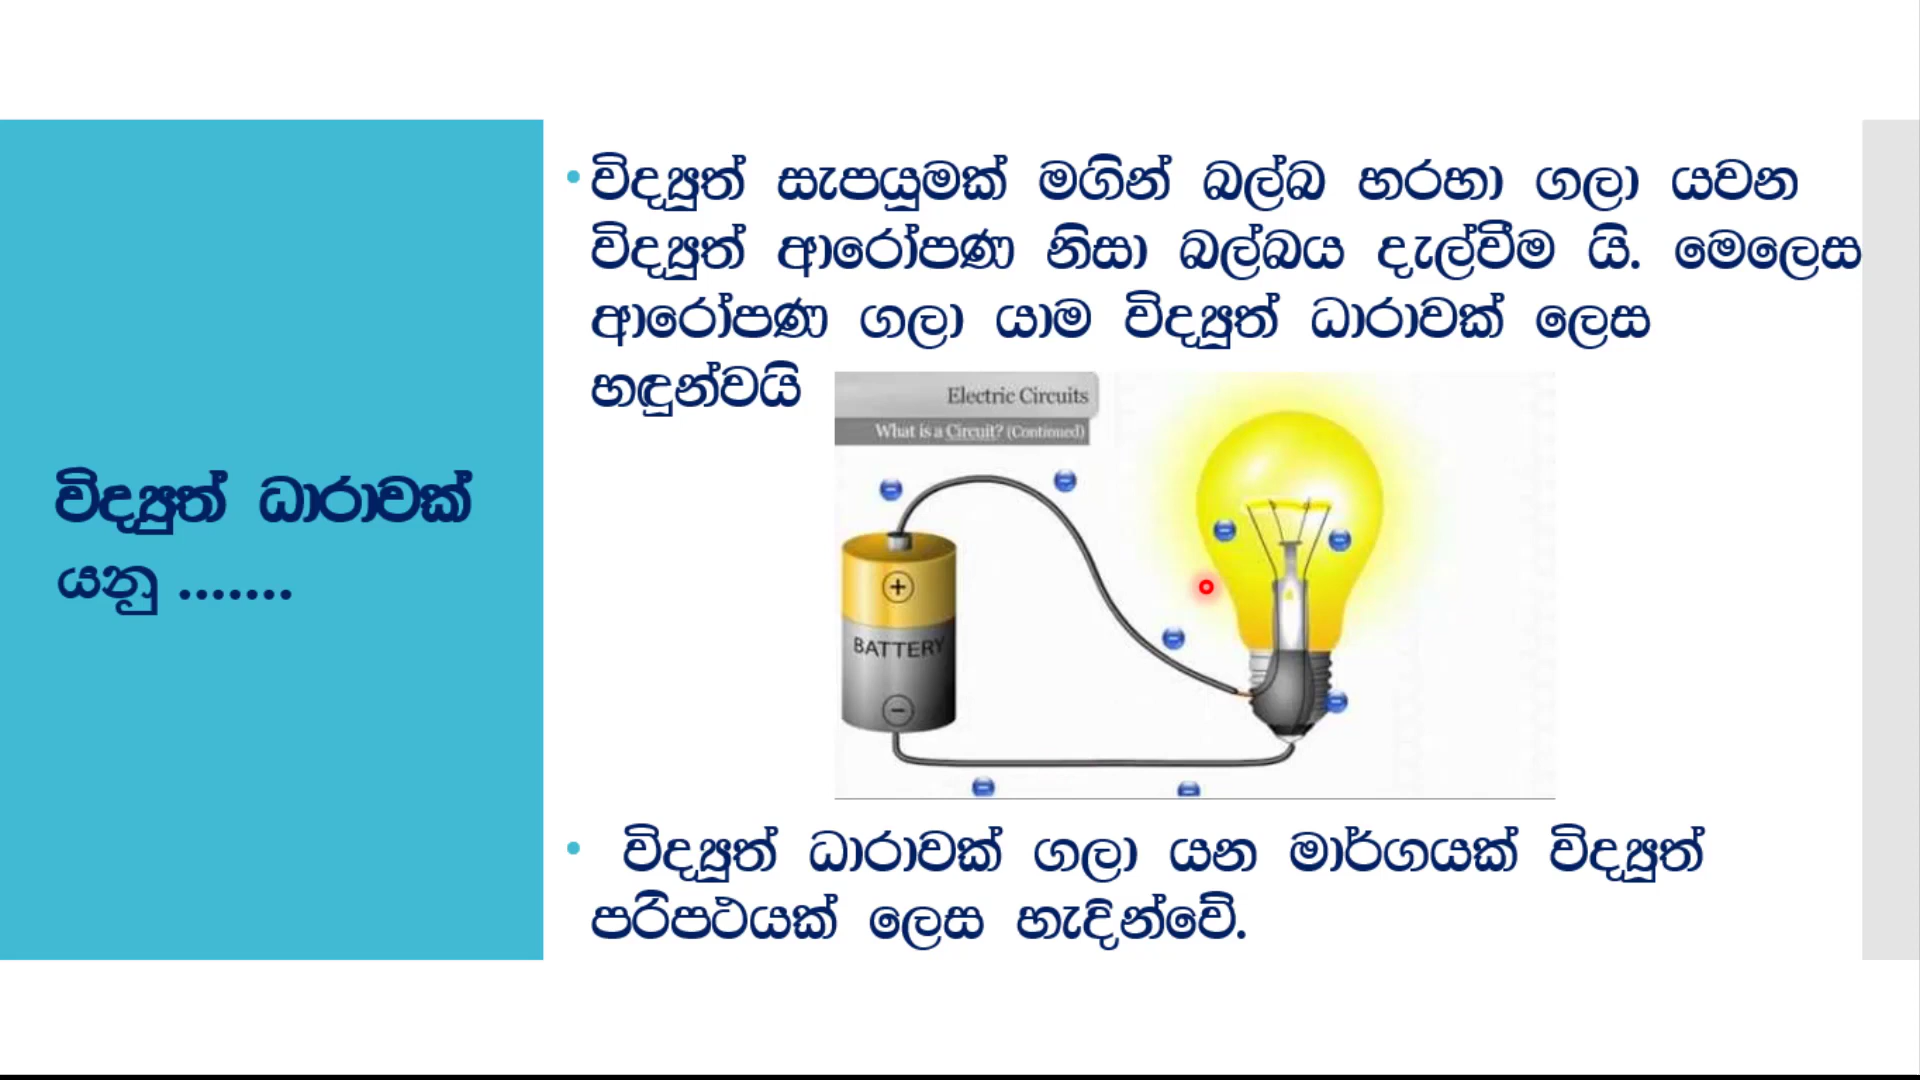 විද්‍යුත් ධාරාවක්
යනු .......
• විද්‍යුත් සැපයුමක් මගින් බල්බ හරහා ගලා යවන
විද්‍යුත් ආරෝපණ නිසා බල්බය දැල්වීම යි. මෙලෙස
ආරෝපණ ගලා යාම විද්‍යුත් ධාරාවක් ලෙස
හඳුන්වයි
Electric Circuits
What is a Circuit? (Continued)
+
BATTERY
−
• විද්‍යුත් ධාරාවක් ගලා යන මාර්ගයක් විද්‍යුත්
පරිපථයක් ලෙස හැඳින්වේ.